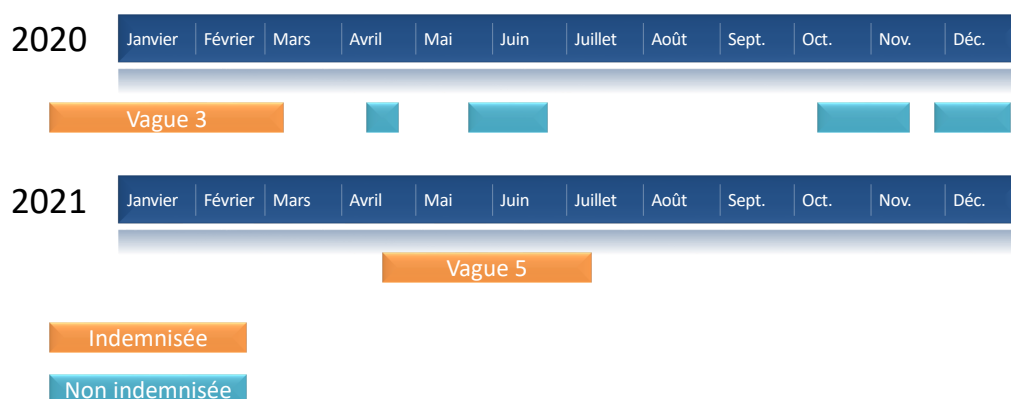 2020 Janvier Février Mars Avril Mai Juin Juillet Août Sept. Oct. Nov. Déc.
Vague 3
2021 Janvier Février Mars Avril Mai Juin Juillet Août Sept. Oct. Nov. Déc.
Vague 5
Indemnisée
Non indemnisée